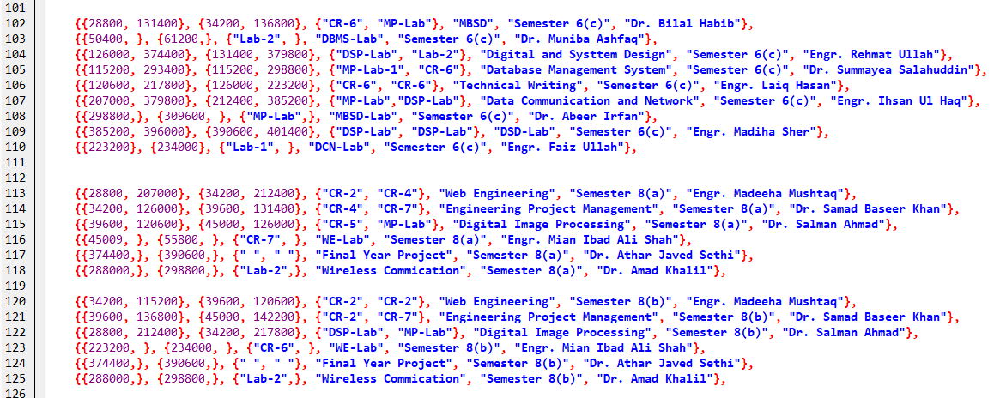 101
102 {{28800, 131400}, {34200, 136800}, {"CR-6", "MP-Lab"}, "MBSD", "Semester 6(c)", "Dr. Bilal Habib"},
103 {{50400, }, {61200,}, {"Lab-2", }, "DBMS-Lab", "Semester 6(c)", "Dr. Muniba Ashfaq"},
104 {{126000, 374400}, {131400, 379800}, {"DSP-Lab", "Lab-2"}, "Digital and Systtem Design", "Semester 6(c)", "Engr. Rehmat Ullah"},
105 {{115200, 293400}, {115200, 298800}, {"MP-Lab-1", "CR-6"}, "Database Management System", "Semester 6(c)", "Dr. Summayea Salahuddin"},
106 {{120600, 217800}, {126000, 223200}, {"CR-6", "CR-6"}, "Technical Writing", "Semester 6(c)", "Engr. Laiq Hasan"},
107 {{207000, 379800}, {212400, 385200}, {"MP-Lab","DSP-Lab"}, "Data Communication and Network", "Semester 6(c)", "Engr. Ihsan Ul Haq"},
108 {{298800,}, {309600, }, {"MP-Lab",}, "MBSD-Lab", "Semester 6(c)", "Dr. Abeer Irfan"},
109 {{385200, 396000}, {390600, 401400}, {"DSP-Lab", "DSP-Lab"}, "DSD-Lab", "Semester 6(c)", "Engr. Madiha Sher"},
110 {{223200}, {234000}, {"Lab-1", }, "DCN-Lab", "Semester 6(c)", "Engr. Faiz Ullah"},
111
112
113 {{28800, 207000}, {34200, 212400}, {"CR-2", "CR-4"}, "Web Engineering", "Semester 8(a)", "Engr. Madeeha Mushtaq"},
114 {{34200, 126000}, {39600, 131400}, {"CR-4", "CR-7"}, "Engineering Project Management", "Semester 8(a)", "Dr. Samad Baseer Khan"},
115 {{39600, 120600}, {45000, 126000}, {"CR-5", "MP-Lab"}, "Digital Image Processing", "Semester 8(a)", "Dr. Salman Ahmad"},
116 {{45009, }, {55800, }, {"CR-7", }, "WE-Lab", "Semester 8(a)", "Engr. Mian Ibad Ali Shah"},
117 {{374400,}, {390600,}, {" ", " "}, "Final Year Project", "Semester 8(a)", "Dr. Athar Javed Sethi"},
118 {{288000,}, {298800,}, {"Lab-2",}, "Wireless Commication", "Semester 8(a)", "Dr. Amad Khalil"},
119
120 {{34200, 115200}, {39600, 120600}, {"CR-2", "CR-2"}, "Web Engineering", "Semester 8(b)", "Engr. Madeeha Mushtaq"},
121 {{39600, 136800}, {45000, 142200}, {"CR-2", "CR-7"}, "Engineering Project Management", "Semester 8(b)", "Dr. Samad Baseer Khan"},
122 {{28800, 212400}, {34200, 217800}, {"DSP-Lab", "MP-Lab"}, "Digital Image Processing", "Semester 8(b)", "Dr. Salman Ahmad"},
123 {{223200, }, {234000, }, {"CR-6", }, "WE-Lab", "Semester 8(b)", "Engr. Mian Ibad Ali Shah"},
124 {{374400,}, {390600,}, {" ", " "}, "Final Year Project", "Semester 8(b)", "Dr. Athar Javed Sethi"},
125 {{288000,}, {298800,}, {"Lab-2",}, "Wireless Commication", "Semester 8(b)", "Dr. Amad Khalil"},
126